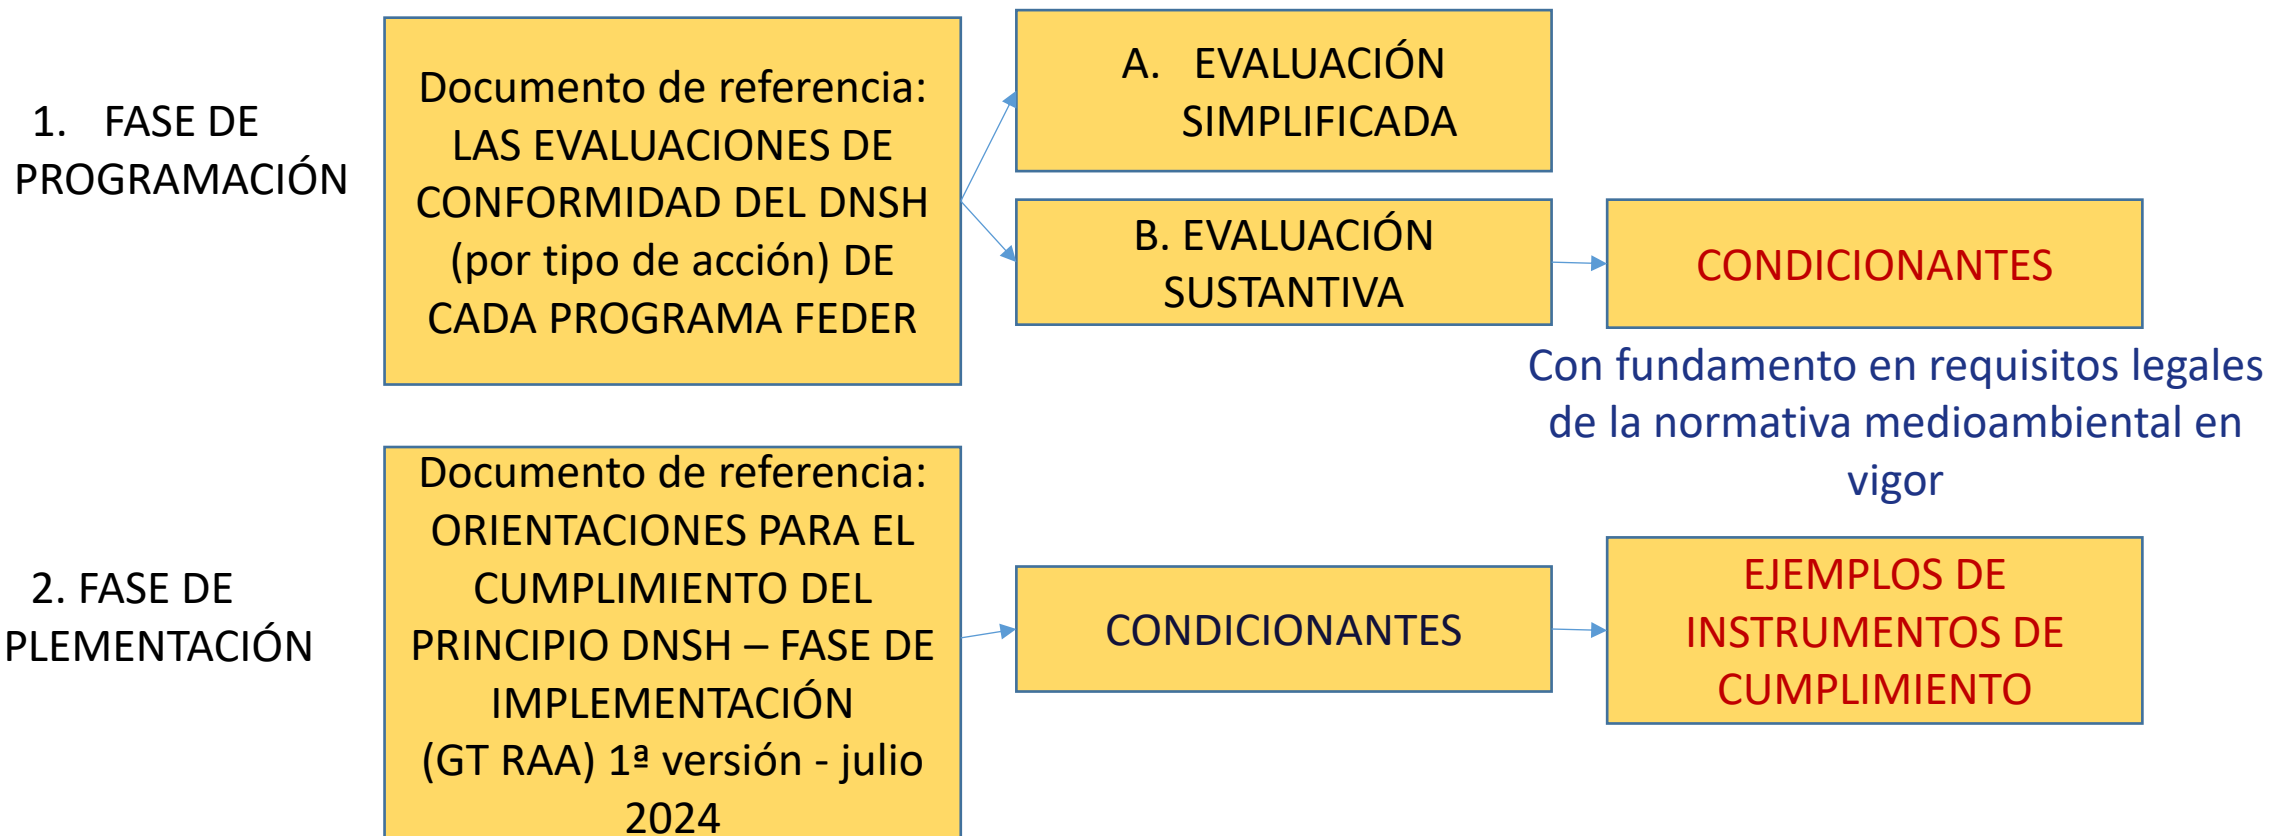 1. FASE DE
PROGRAMACIÓN
Documento de referencia:
LAS EVALUACIONES DE
CONFORMIDAD DEL DNSH
(por tipo de acción) DE
CADA PROGRAMA FEDER
A. EVALUACIÓN
SIMPLIFICADA
B. EVALUACIÓN
SUSTANTIVA
CONDICIONANTES
Con fundamento en requisitos legales
de la normativa medioambiental en
vigor
2. FASE DE
PLEMENTACIÓN
Documento de referencia:
ORIENTACIONES PARA EL
CUMPLIMIENTO DEL
PRINCIPIO DNSH – FASE DE
IMPLEMENTACIÓN
(GT RAA) 1ª versión - julio
2024
CONDICIONANTES
EJEMPLOS DE
INSTRUMENTOS DE
CUMPLIMIENTO